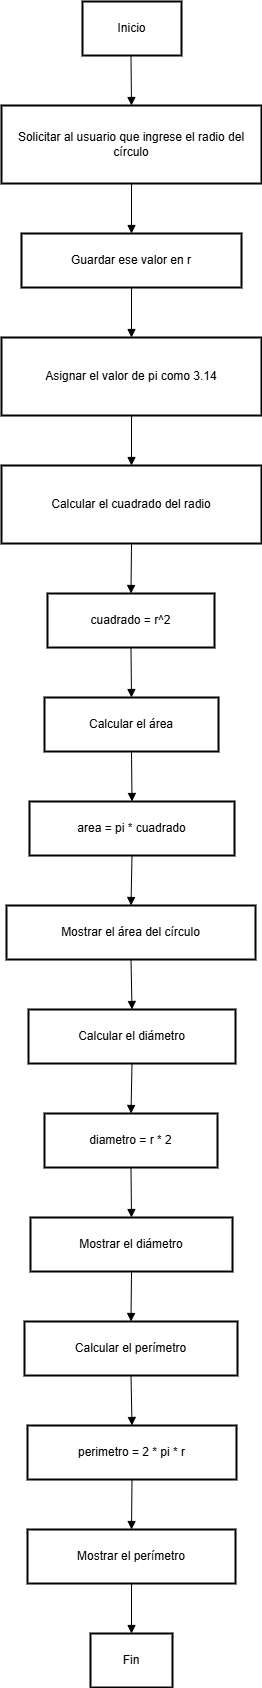 Inicio
Solicitar al usuario que ingrese el radio del
círculo
Guardar ese valor en r
Asignar el valor de pi como 3.14
Calcular el cuadrado del radio
cuadrado = r^2
Calcular el área
area = pi * cuadrado
Mostrar el área del círculo
Calcular el diámetro
diametro = r * 2
Mostrar el diámetro
Calcular el perímetro
perimetro = 2 * pi * r
Mostrar el perímetro
Fin